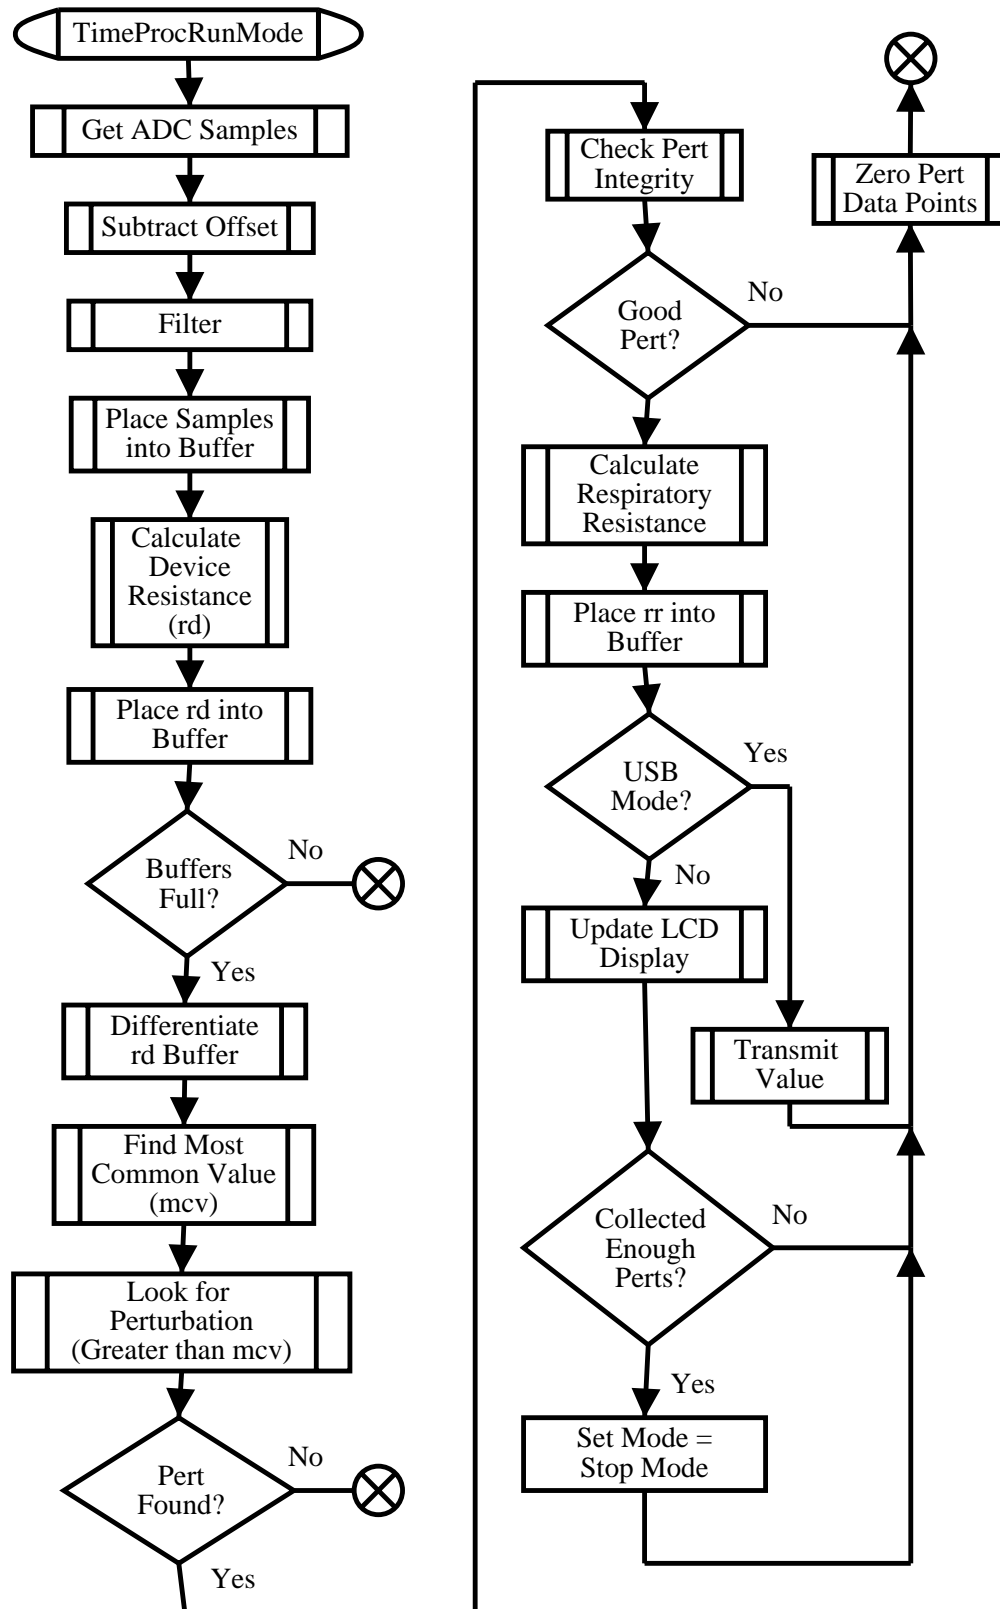 TimeProcRunMode
Get ADC Samples
Subtract Offset
Filter
Place Samples
into Buffer
Calculate
Device
Resistance
(rd)
Place rd into
Buffer
Buffers
Full?
No
Yes
Differentiate
rd Buffer
Find Most
Common Value
(mcv)
Look for
Perturbation
(Greater than mcv)
Pert
Found?
No
Yes
Check Pert
Integrity
Good
Pert?
No
Calculate
Respiratory
Resistance
Place rr into
Buffer
USB
Mode?
Yes
No
Update LCD
Display
Transmit
Value
Collected
Enough
Perts?
No
Yes
Set Mode =
Stop Mode
Zero Pert
Data Points